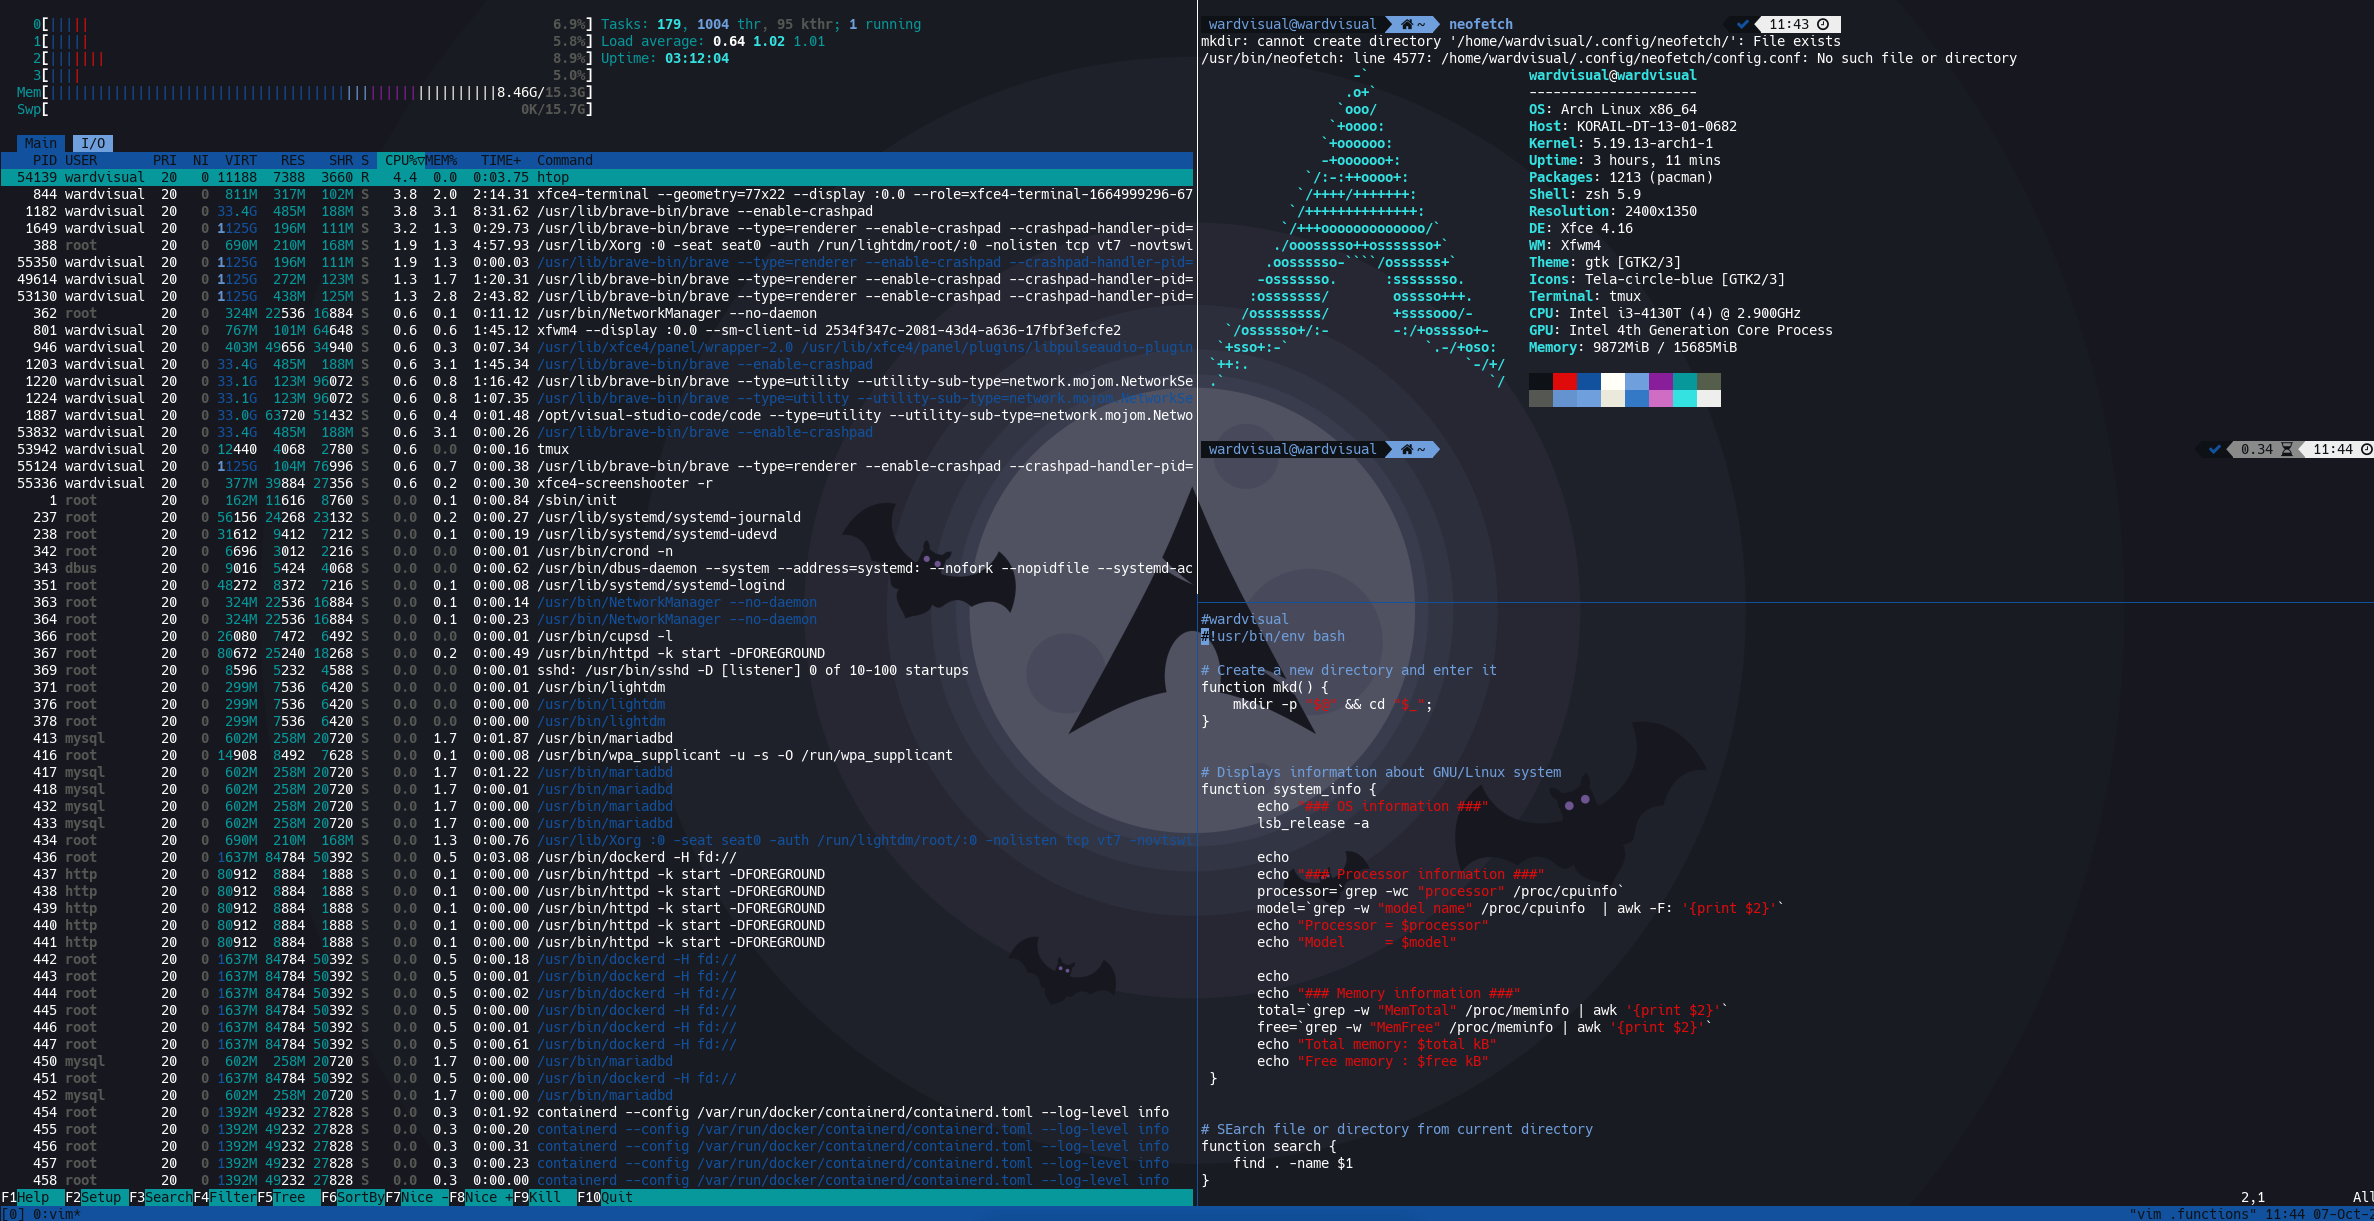 0[||||| 6.9%] Tasks: 179, 1004 thr, 95 kthr; 1 running
1[||||| 5.8%] Load average: 0.64 1.02 1.01
2[||||||| 8.9%] Uptime: 03:12:04
3[|||| 5.0%]
Mem[||||||||||||||||||||||||||||||||||||||||||||||||||||||||8.46G/15.3G]
Swp[ 0K/15.7G]
Main I/O
PID USER PRI NI VIRT RES SHR S CPU%▽MEM% TIME+ Command
54139 wardvisual 20 0 11188 7388 3660 R 4.4 0.0 0:03.75 htop
844 wardvisual 20 0 811M 317M 102M S 3.8 2.0 2:14.31 xfce4-terminal --geometry=77x22 --display :0.0 --role=xfce4-terminal-1664999296-67
1182 wardvisual 20 0 33.4G 485M 188M S 3.8 3.1 8:31.62 /usr/lib/brave-bin/brave --enable-crashpad
1649 wardvisual 20 0 1125G 196M 111M S 3.2 1.3 0:29.73 /usr/lib/brave-bin/brave --type=renderer --enable-crashpad --crashpad-handler-pid=
388 root 20 0 690M 210M 168M S 1.9 1.3 4:57.93 /usr/lib/Xorg :0 -seat seat0 -auth /run/lightdm/root/:0 -nolisten tcp vt7 -novtswi
55350 wardvisual 20 0 1125G 196M 111M S 1.9 1.3 0:00.03 /usr/lib/brave-bin/brave --type=renderer --enable-crashpad --crashpad-handler-pid=
49614 wardvisual 20 0 1125G 272M 123M S 1.3 1.7 1:20.31 /usr/lib/brave-bin/brave --type=renderer --enable-crashpad --crashpad-handler-pid=
53130 wardvisual 20 0 1125G 438M 125M S 1.3 2.8 2:43.82 /usr/lib/brave-bin/brave --type=renderer --enable-crashpad --crashpad-handler-pid=
362 root 20 0 324M 22536 16884 S 0.6 0.1 0:11.12 /usr/bin/NetworkManager --no-daemon
801 wardvisual 20 0 767M 101M 64648 S 0.6 0.6 1:45.12 xfwm4 --display :0.0 --sm-client-id 2534f347c-2081-43d4-a636-17fbf3efcfe2
946 wardvisual 20 0 403M 49656 34940 S 0.6 0.3 0:07.34 /usr/lib/xfce4/panel/wrapper-2.0 /usr/lib/xfce4/panel/plugins/libpulseaudio-plugin
1203 wardvisual 20 0 33.4G 485M 188M S 0.6 3.1 1:45.34 /usr/lib/brave-bin/brave --enable-crashpad
1220 wardvisual 20 0 33.1G 123M 96072 S 0.6 0.8 1:16.42 /usr/lib/brave-bin/brave --type=utility --utility-sub-type=network.mojom.NetworkSe
1224 wardvisual 20 0 33.1G 123M 96072 S 0.6 0.8 1:07.35 /usr/lib/brave-bin/brave --type=utility --utility-sub-type=network.mojom.NetworkSe
1887 wardvisual 20 0 33.0G 63720 51432 S 0.6 0.4 0:01.48 /opt/visual-studio-code/code --type=utility --utility-sub-type=network.mojom.Netwo
53832 wardvisual 20 0 33.4G 485M 188M S 0.6 3.1 0:00.26 /usr/lib/brave-bin/brave --enable-crashpad
53942 wardvisual 20 0 12440 4068 2780 S 0.6 0.0 0:00.16 tmux
55124 wardvisual 20 0 1125G 104M 76996 S 0.6 0.7 0:00.38 /usr/lib/brave-bin/brave --type=renderer --enable-crashpad --crashpad-handler-pid=
55336 wardvisual 20 0 377M 39884 27356 S 0.6 0.2 0:00.30 xfce4-screenshooter -r
1 root 20 0 162M 11616 8760 S 0.0 0.1 0:00.84 /sbin/init
237 root 20 0 56156 24268 23132 S 0.0 0.2 0:00.27 /usr/lib/systemd/systemd-journald
238 root 20 0 31612 9412 7212 S 0.0 0.1 0:00.19 /usr/lib/systemd/systemd-udevd
342 root 20 0 6696 3012 2216 S 0.0 0.0 0:00.01 /usr/bin/crond -n
343 dbus 20 0 9016 5424 4068 S 0.0 0.0 0:00.62 /usr/bin/dbus-daemon --system --address=systemd: --nofork --nopidfile --systemd-ac
351 root 20 0 48272 8372 7216 S 0.0 0.1 0:00.08 /usr/lib/systemd/systemd-logind
363 root 20 0 324M 22536 16884 S 0.0 0.1 0:00.14 /usr/bin/NetworkManager --no-daemon
364 root 20 0 324M 22536 16884 S 0.0 0.1 0:00.23 /usr/bin/NetworkManager --no-daemon
366 root 20 0 26080 7472 6492 S 0.0 0.0 0:00.01 /usr/bin/cupsd -l
367 root 20 0 80672 25240 18268 S 0.0 0.2 0:00.49 /usr/bin/httpd -k start -DFOREGROUND
369 root 20 0 8596 5232 4588 S 0.0 0.0 0:00.01 sshd: /usr/bin/sshd -D [listener] 0 of 10-100 startups
371 root 20 0 299M 7536 6420 S 0.0 0.0 0:00.01 /usr/bin/lightdm
376 root 20 0 299M 7536 6420 S 0.0 0.0 0:00.00 /usr/bin/lightdm
378 root 20 0 299M 7536 6420 S 0.0 0.0 0:00.00 /usr/bin/lightdm
413 mysql 20 0 602M 258M 20720 S 0.0 1.7 0:01.87 /usr/bin/mariadbd
416 root 20 0 14908 8492 7628 S 0.0 0.1 0:00.08 /usr/bin/wpa_supplicant -u -s -O /run/wpa_supplicant
417 mysql 20 0 602M 258M 20720 S 0.0 1.7 0:01.22 /usr/bin/mariadbd
418 mysql 20 0 602M 258M 20720 S 0.0 1.7 0:00.01 /usr/bin/mariadbd
432 mysql 20 0 602M 258M 20720 S 0.0 1.7 0:00.00 /usr/bin/mariadbd
433 mysql 20 0 602M 258M 20720 S 0.0 1.7 0:00.00 /usr/bin/mariadbd
434 root 20 0 690M 210M 168M S 0.0 1.3 0:00.76 /usr/lib/Xorg :0 -seat seat0 -auth /run/lightdm/root/:0 -nolisten tcp vt7 -novtswi
436 root 20 0 1637M 84784 50392 S 0.0 0.5 0:03.08 /usr/bin/dockerd -H fd://
437 http 20 0 80912 8884 1888 S 0.0 0.1 0:00.00 /usr/bin/httpd -k start -DFOREGROUND
438 http 20 0 80912 8884 1888 S 0.0 0.1 0:00.00 /usr/bin/httpd -k start -DFOREGROUND
439 http 20 0 80912 8884 1888 S 0.0 0.1 0:00.00 /usr/bin/httpd -k start -DFOREGROUND
440 http 20 0 80912 8884 1888 S 0.0 0.1 0:00.00 /usr/bin/httpd -k start -DFOREGROUND
441 http 20 0 80912 8884 1888 S 0.0 0.1 0:00.00 /usr/bin/httpd -k start -DFOREGROUND
442 root 20 0 1637M 84784 50392 S 0.0 0.5 0:00.18 /usr/bin/dockerd -H fd://
443 root 20 0 1637M 84784 50392 S 0.0 0.5 0:00.01 /usr/bin/dockerd -H fd://
444 root 20 0 1637M 84784 50392 S 0.0 0.5 0:00.02 /usr/bin/dockerd -H fd://
445 root 20 0 1637M 84784 50392 S 0.0 0.5 0:00.00 /usr/bin/dockerd -H fd://
446 root 20 0 1637M 84784 50392 S 0.0 0.5 0:00.01 /usr/bin/dockerd -H fd://
447 root 20 0 1637M 84784 50392 S 0.0 0.5 0:00.61 /usr/bin/dockerd -H fd://
450 mysql 20 0 602M 258M 20720 S 0.0 1.7 0:00.00 /usr/bin/mariadbd
451 root 20 0 1637M 84784 50392 S 0.0 0.5 0:00.00 /usr/bin/dockerd -H fd://
452 mysql 20 0 602M 258M 20720 S 0.0 1.7 0:00.00 /usr/bin/mariadbd
454 root 20 0 1392M 49232 27828 S 0.0 0.3 0:01.92 containerd --config /var/run/docker/containerd/containerd.toml --log-level info
455 root 20 0 1392M 49232 27828 S 0.0 0.3 0:00.20 containerd --config /var/run/docker/containerd/containerd.toml --log-level info
456 root 20 0 1392M 49232 27828 S 0.0 0.3 0:00.31 containerd --config /var/run/docker/containerd/containerd.toml --log-level info
457 root 20 0 1392M 49232 27828 S 0.0 0.3 0:00.23 containerd --config /var/run/docker/containerd/containerd.toml --log-level info
458 root 20 0 1392M 49232 27828 S 0.0 0.3 0:00.00 containerd --config /var/run/docker/containerd/containerd.toml --log-level info
F1Help F2Setup F3SearchF4FilterF5Tree F6SortByF7Nice -F8Nice +F9Kill F10Quit
wardvisual@wardvisual ~ neofetch ✔ 11:43
mkdir: cannot create directory '/home/wardvisual/.config/neofetch/': File exists
/usr/bin/neofetch: line 4577: /home/wardvisual/.config/neofetch/config.conf: No such file or directory
-` wardvisual@wardvisual
.o+` ---------------------
`ooo/ OS: Arch Linux x86_64
`+oooo: Host: KORAIL-DT-13-01-0682
`+oooooo: Kernel: 5.19.13-arch1-1
-+oooooo+: Uptime: 3 hours, 11 mins
`/:-:++oooo+: Packages: 1213 (pacman)
`/++++/+++++++: Shell: zsh 5.9
`/++++++++++++++: Resolution: 2400x1350
`/+++ooooooooooooo/` DE: Xfce 4.16
./ooosssso++osssssso+` WM: Xfwm4
.oossssso-````/ossssss+` Theme: gtk [GTK2/3]
-osssssso. :ssssssso. Icons: Tela-circle-blue [GTK2/3]
:osssssss/ osssso+++. Terminal: tmux
/ossssssss/ +ssssooo/- CPU: Intel i3-4130T (4) @ 2.900GHz
`/ossssso+/:- -:/+osssso+- GPU: Intel 4th Generation Core Process
`+sso+:-` `.-/+oso: Memory: 9872MiB / 15685MiB
`++:. `-/+/
.` `/
wardvisual@wardvisual ~ ✔ 0.34 11:44
#wardvisual
#!usr/bin/env bash
# Create a new directory and enter it
function mkd() {
mkdir -p "$@" && cd "$_";
}
# Displays information about GNU/Linux system
function system_info {
echo "### OS information ###"
lsb_release -a
echo
echo "### Processor information ###"
processor=`grep -wc "processor" /proc/cpuinfo`
model=`grep -w "model name" /proc/cpuinfo | awk -F: '{print $2}'`
echo "Processor = $processor"
echo "Model = $model"
echo
echo "### Memory information ###"
total=`grep -w "MemTotal" /proc/meminfo | awk '{print $2}'`
free=`grep -w "MemFree" /proc/meminfo | awk '{print $2}'`
echo "Total memory: $total kB"
echo "Free memory : $free kB"
}
# SEarch file or directory from current directory
function search {
find . -name $1
}
2,1 All
[0] 0:vim* "vim .functions" 11:44 07-Oct-2